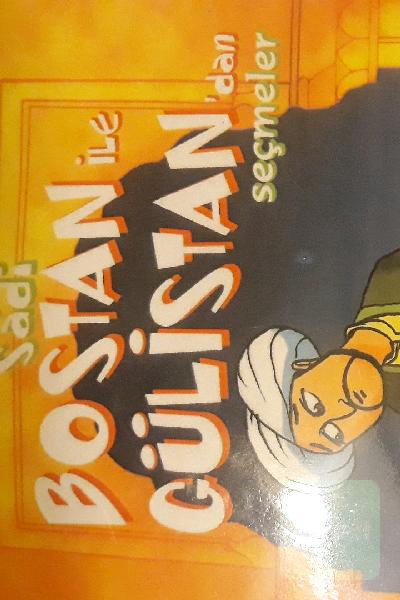 Sadi
BOSTAN İLE
GÜLİSTAN'dan
seçmeler